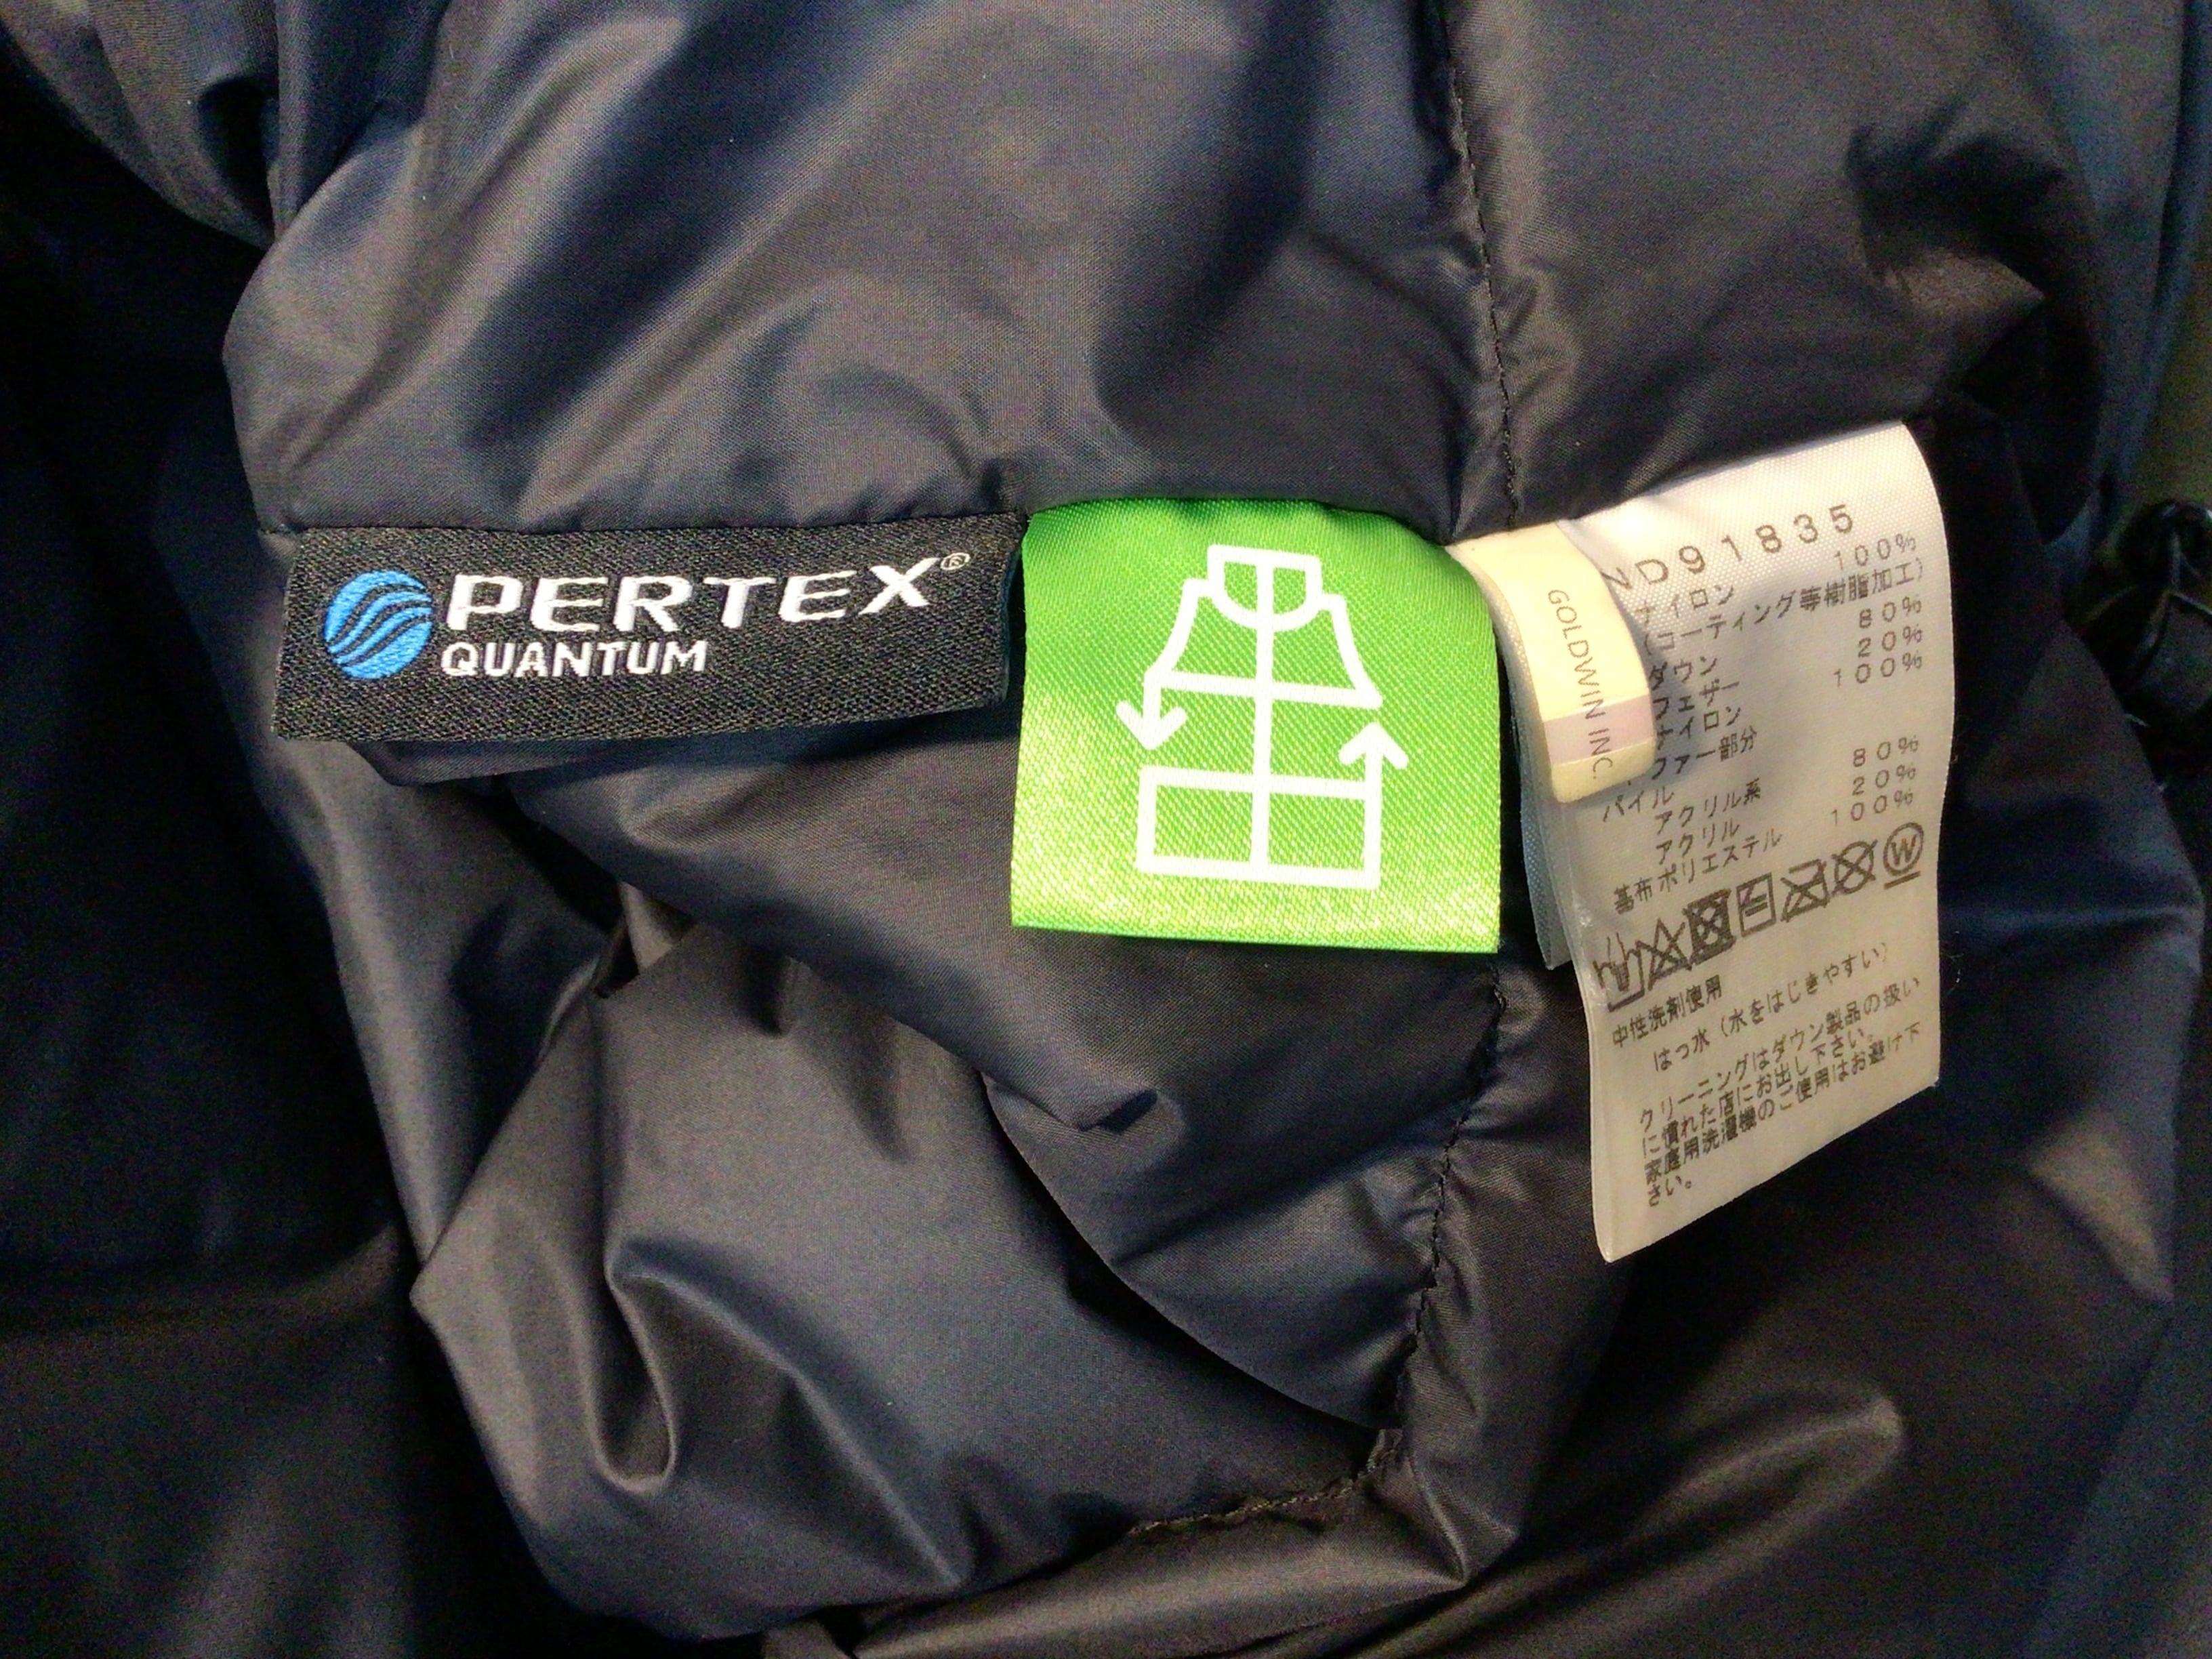 PERTEX®
QUANTUM
GOLDWIN INC.
ND91835
ナイロン 100%
(コーティング等樹脂加工)
ダウン 80%
フェザー 20%
ナイロン 100%
ファー部分
パイル
アクリル系 80%
アクリル 20%
基布ポリエステル 100%
W
中性洗剤使用
はっ水(水をはじきやすい)
クリーニングはダウン製品の扱い
に慣れた店にお出し下さい。
家庭用洗濯機のご使用はお避け下
さい。